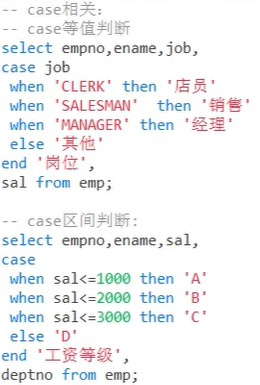 -- case相关:
-- case等值判断
select empno,ename,job,
case job
when 'CLERK' then '店员'
when 'SALESMAN'  then '销售'
when 'MANAGER' then '经理'
else '其他'
end '岗位',
sal from emp;
-- case区间判断:
select empno,ename,sal,
case
when sal<=1000 then 'A'
when sal<=2000 then 'B'
when sal<=3000 then 'C'
else 'D'
end '工资等级',
deptno from emp;